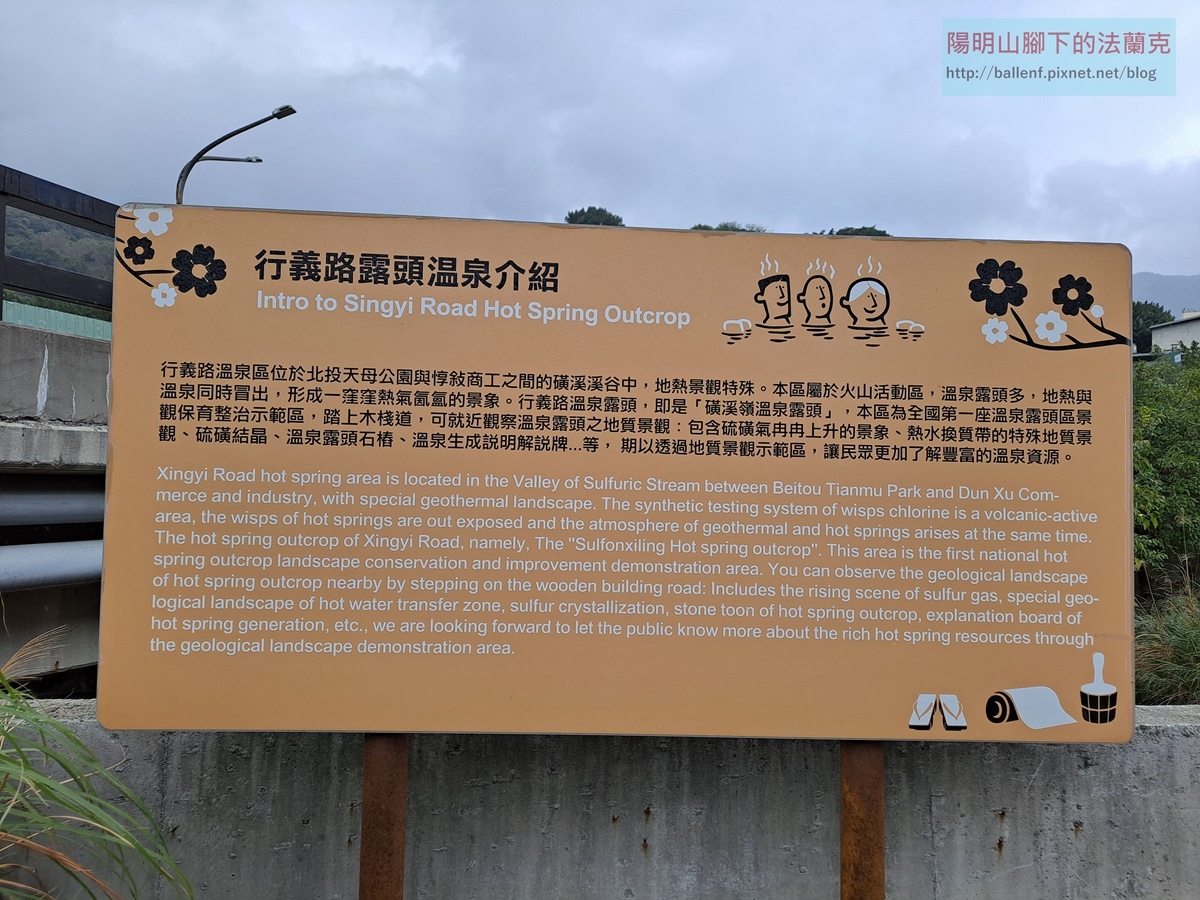 陽明山腳下的法蘭克
http://ballenf.pixnet.net/blog
行義路露頭溫泉介紹
Intro to Singyi Road Hot Spring Outcrop
行義路溫泉區位於北投天母公園與惇敍商工之間的磺溪溪谷中，地熱景觀特殊。本區屬於火山活動區，溫泉露頭多，地熱與
溫泉同時冒出，形成一窪窪熱氣氤氳的景象。行義路溫泉露頭，即是「磺溪嶺溫泉露頭」，本區為全國第一座溫泉露頭區景
觀保育整治示範區，踏上木棧道，可就近觀察溫泉露頭之地質景觀：包含硫磺氣冉冉上升的景象、熱水換質帶的特殊地質景
觀、硫磺結晶、溫泉露頭石樁、溫泉生成説明解説牌...等， 期以透過地質景觀示範區，讓民眾更加了解豐富的溫泉資源。
Xingyi Road hot spring area is located in the Valley of Sulfuric Stream between Beitou Tianmu Park and Dun Xu Com-
merce and industry, with special geothermal landscape. The synthetic testing system of wisps chlorine is a volcanic-active
area, the wisps of hot springs are out exposed and the atmosphere of geothermal and hot springs arises at the same time.
The hot spring outcrop of Xingyi Road, namely, The "Sulfonxiling Hot spring outcrop". This area is the first national hot
spring outcrop landscape conservation and improvement demonstration area. You can observe the geological landscape
of hot spring outcrop nearby by stepping on the wooden building road: Includes the rising scene of sulfur gas, special geo-
logical landscape of hot water transfer zone, sulfur crystallization, stone toon of hot spring outcrop, explanation board of
hot spring generation, etc., we are looking forward to let the public know more about the rich hot spring resources through
the geological landscape demonstration area.